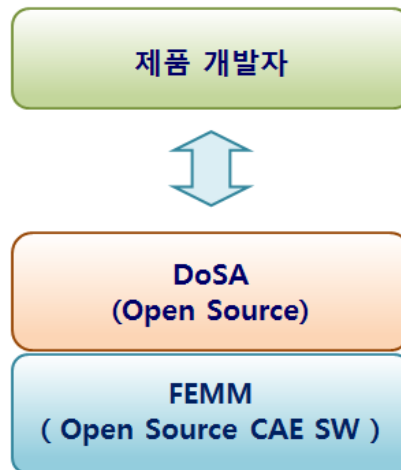 제품 개발자
DoSA
(Open Source)
FEMM
( Open Source CAE SW )